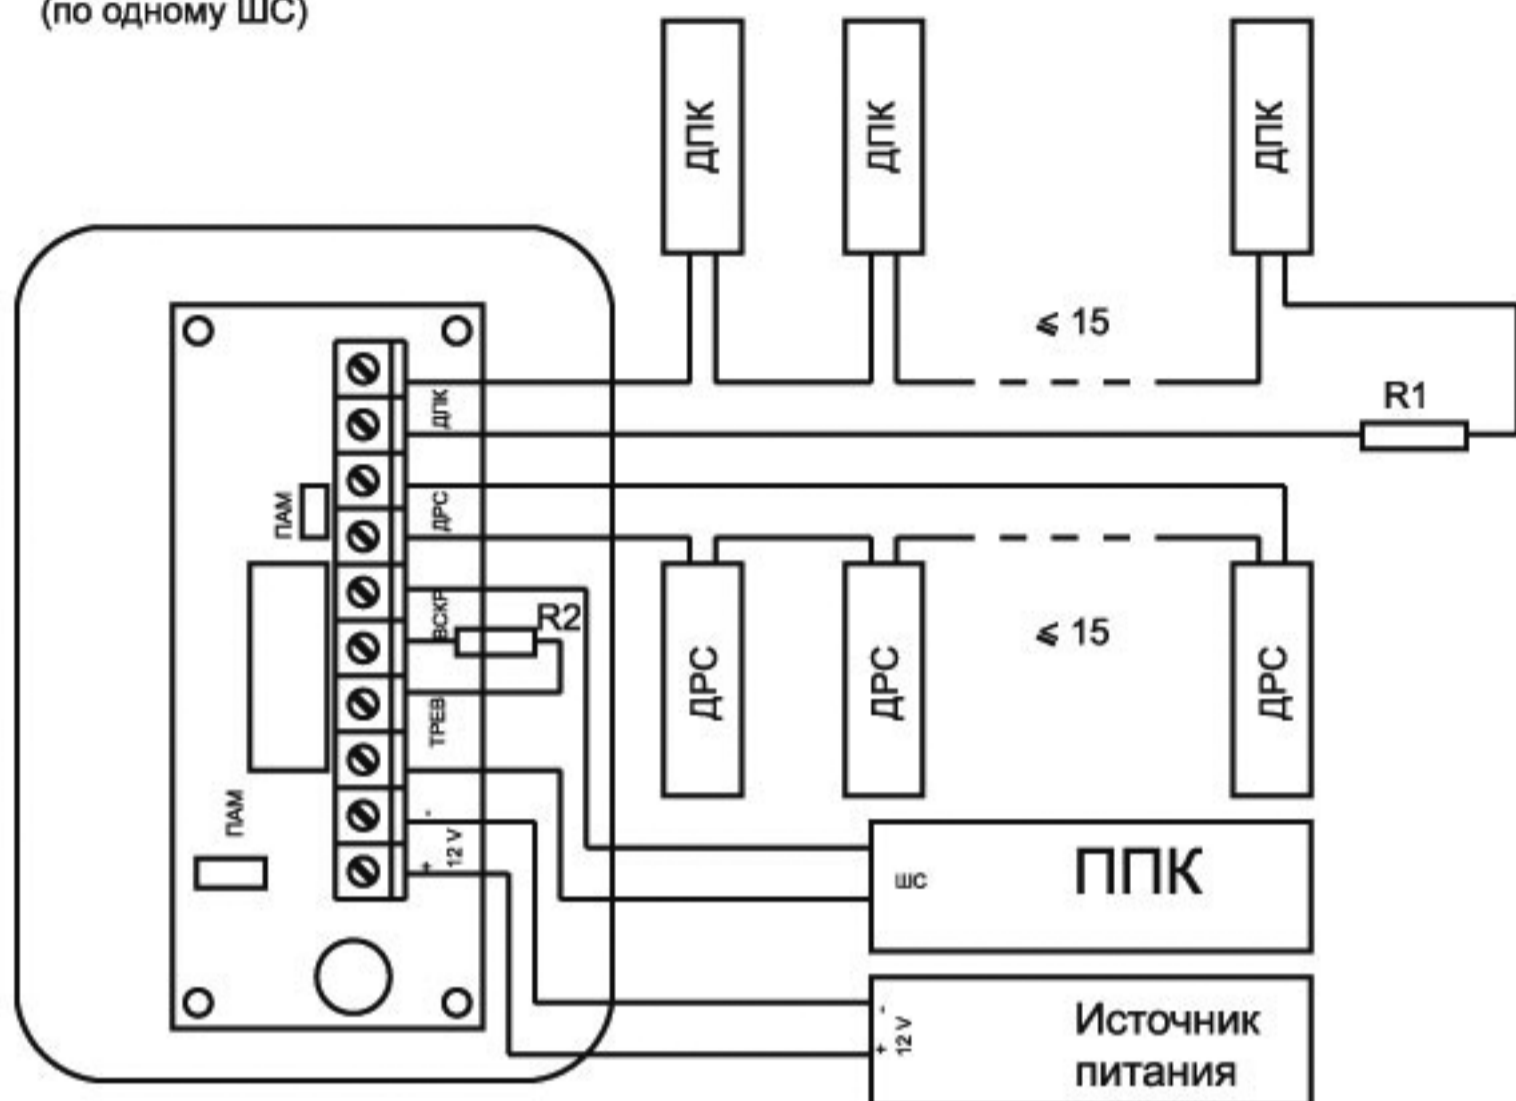 (по одному ШС)
ДПК
ДПК
ДПК
⩽ 15
R1
ДПК
ПАМ
ДРС
ВСКР
R2
ДРС
ДРС
⩽ 15
ДРС
ТРЕВ
ПАМ
-
+ 12 V
ШС
ППК
-
+ 12 V
Источник
питания